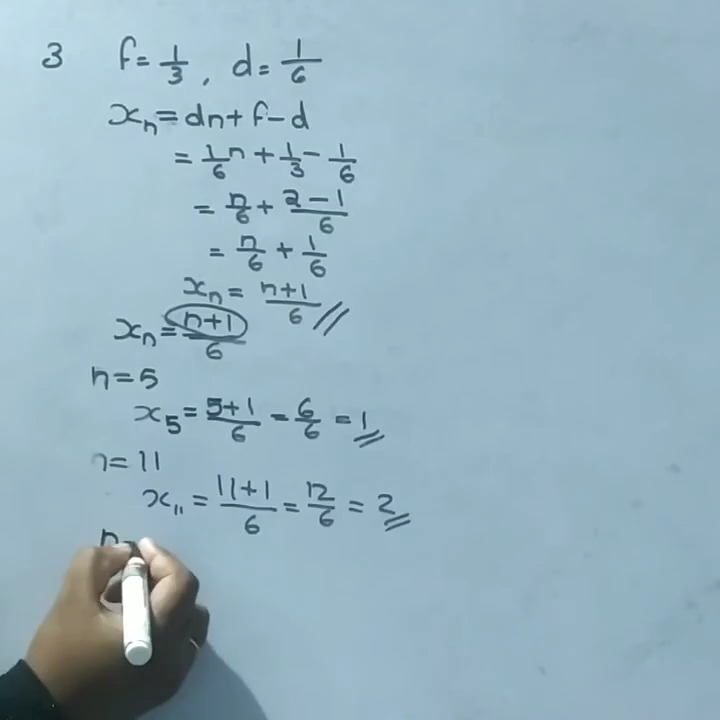 3 f = 1/3 , d = 1/6
xₙ = dn + f - d
= 1/6 n + 1/3 - 1/6
= n/6 + 2-1/6
= n/6 + 1/6
xₙ = n+1/6 //
xₙ = n+1/6
n = 5
x₅ = 5+1/6 = 6/6 = 1 //
n = 11
x₁₁ = 11+1/6 = 12/6 = 2 //
n